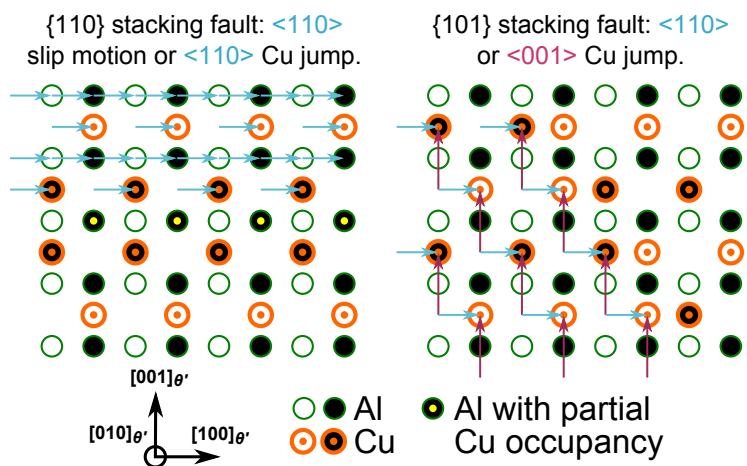 {110} stacking fault: <110>
slip motion or <110> Cu jump.
{101} stacking fault: <110>
or <001> Cu jump.
[001]θ′
[010]θ′
[100]θ′
Al
Cu
Al with partial
Cu occupancy